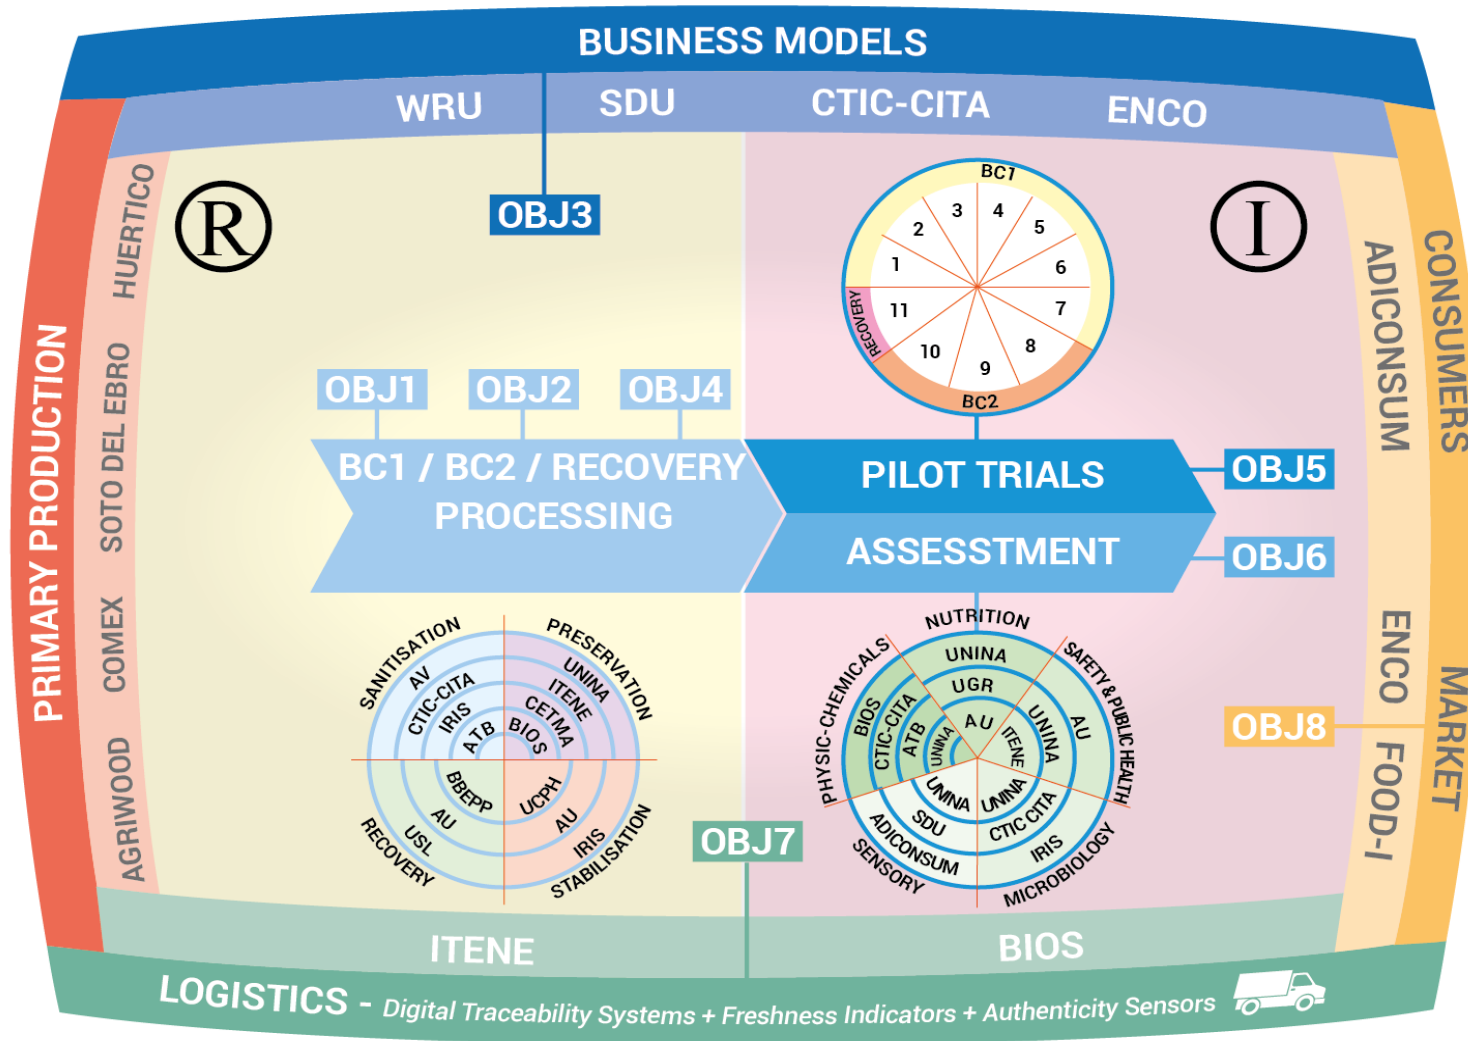 BUSINESS MODELS
WRU
SDU
CTIC-CITA
ENCO
PRIMARY PRODUCTION
HUERTICO
SOTO DEL EBRO
COMEX
AGRIWOOD
R
OBJ3
I
BC1
1
2
3
4
5
6
7
8
9
10
11
RECOVERY
BC2
CONSUMERS
MARKET
ADICONSUM
ENCO
FOOD-I
OBJ1
OBJ2
OBJ4
BC1 / BC2 / RECOVERY
PROCESSING
PILOT TRIALS
ASSESSTMENT
OBJ5
OBJ6
OBJ8
SANITISATION
AV
CTIC-CITA
IRIS
ATB
PRESERVATION
UNINA
ITENE
CETMA
BIOS
RECOVERY
BBEPP
AU
USL
STABILISATION
UCPH
AU
IRIS
OBJ7
NUTRITION
UNINA
UGR
AU
PHYSIC-CHEMICALS
BIOS
CTIC-CITA
ATB
UNINA
SAFETY & PUBLIC HEALTH
AU
UNINA
ITENE
SENSORY
UMINA
SDU
ADICONSUM
MICROBIOLOGY
UNINA
CTIC CITA
IRIS
ITENE
BIOS
LOGISTICS - Digital Traceability Systems + Freshness Indicators + Authenticity Sensors